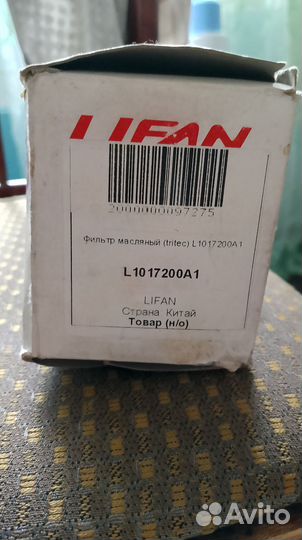 LIFAN
2000000097275
Фильтр масляный (tritec) L1017200A1
L1017200A1
LIFAN
Страна Китай
Товар (н/о)
Avito